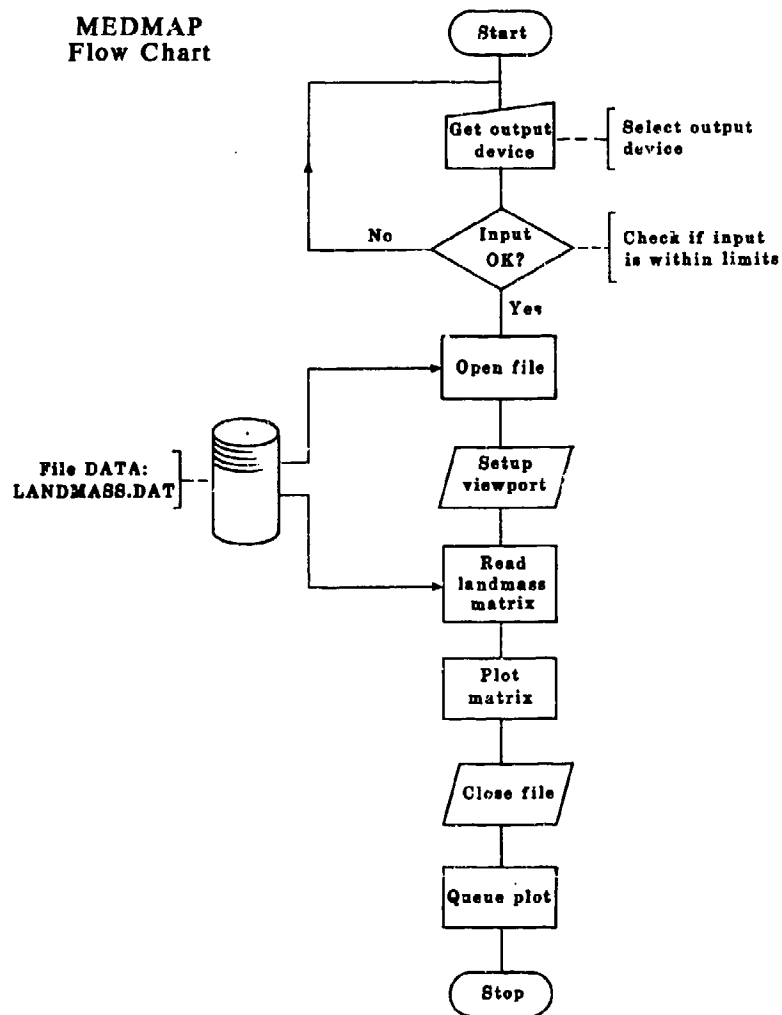 MEDMAP
Flow Chart
Start
Get output
device
Select output
device
No
Input
OK?
Check if input
is within limits
Yes
Open file
File DATA:
LANDMASS.DAT
Setup
viewport
Read
landmass
matrix
Plot
matrix
Close file
Queue plot
Stop